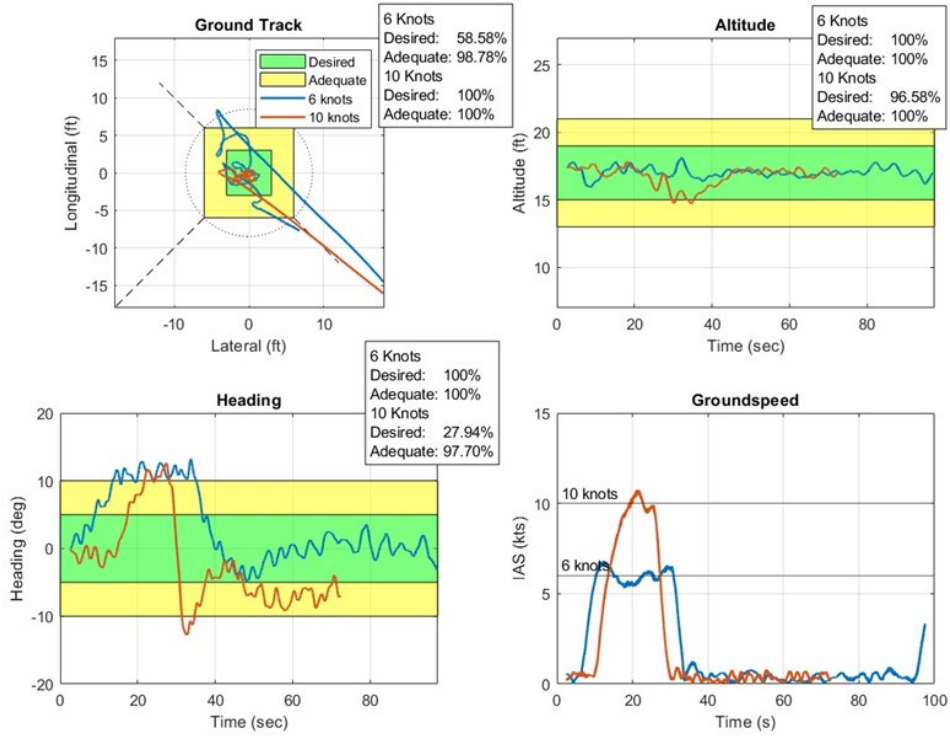 Ground Track
6 Knots
Desired: 58.58%
Adequate: 98.78%
10 Knots
Desired: 100%
Adequate: 100%
Desired
Adequate
6 knots
10 knots
15
10
5
0
-5
-10
-15
Longitudinal (ft)
-10
0
10
Lateral (ft)
Altitude
6 Knots
Desired: 100%
Adequate: 100%
10 Knots
Desired: 96.58%
Adequate: 100%
25
20
15
10
Altitude (ft)
0
20
40
60
80
Time (sec)
Heading
6 Knots
Desired: 100%
Adequate: 100%
10 Knots
Desired: 27.94%
Adequate: 97.70%
20
10
0
-10
-20
Heading (deg)
0
20
40
60
80
Time (sec)
Groundspeed
15
10
5
0
IAS (kts)
10 knots
6 knots
0
20
40
60
80
100
Time (s)